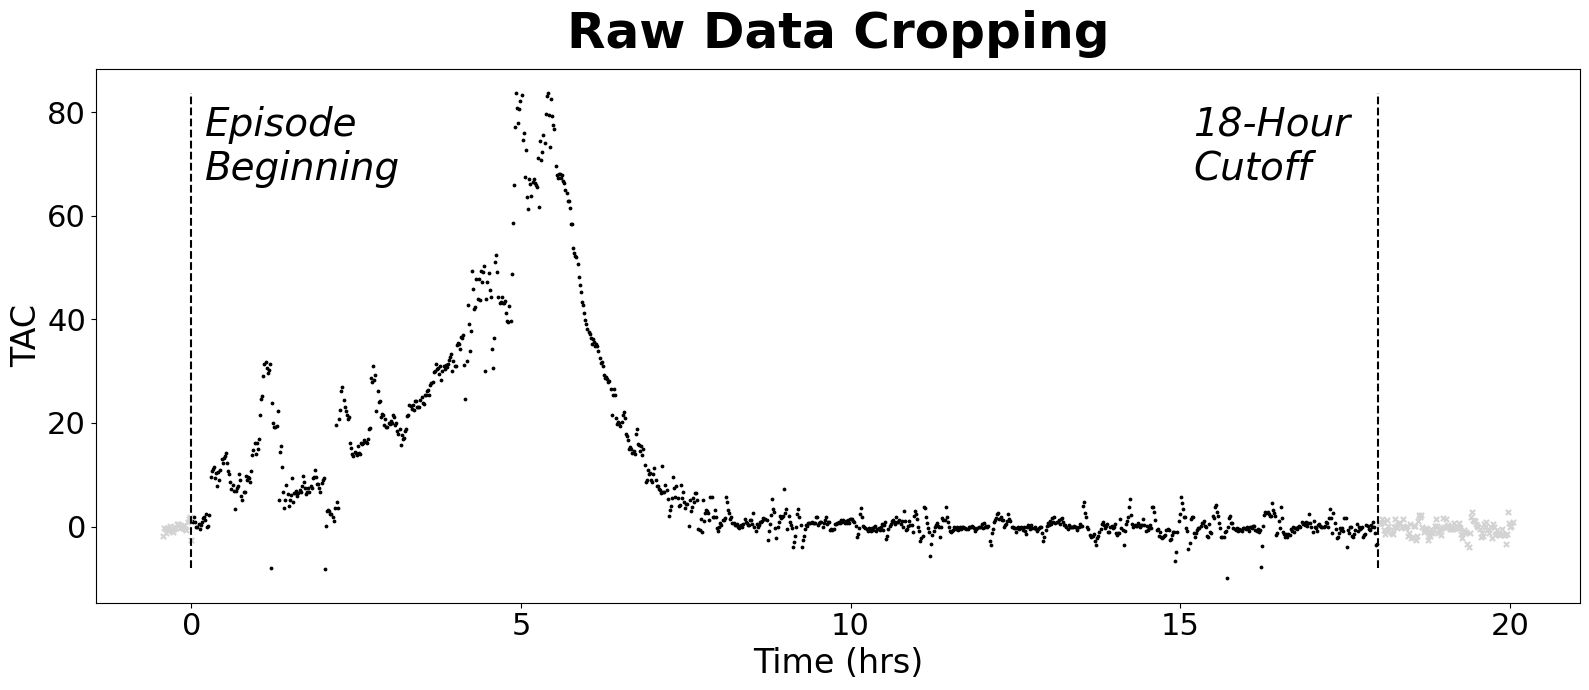 Raw Data Cropping
Episode
Beginning
18-Hour
Cutoff
80
60
40
20
0
TAC
0 5 10 15 20
Time (hrs)